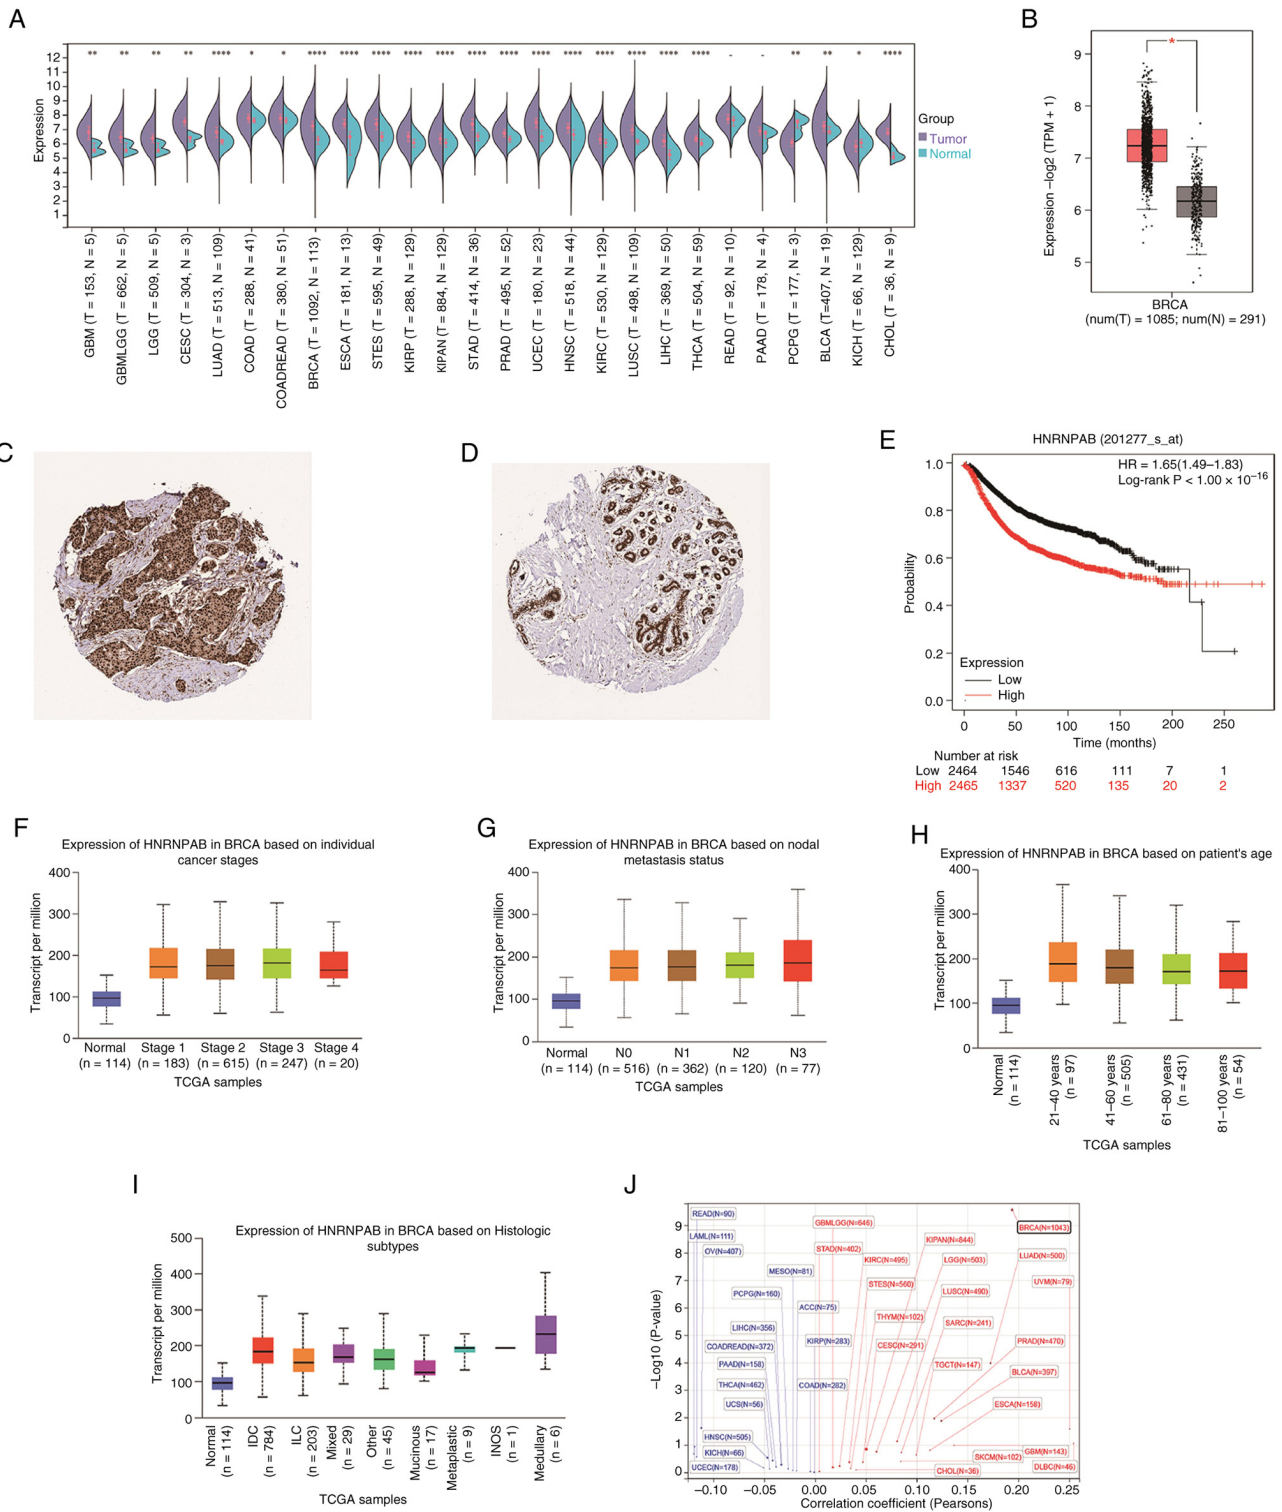 A
** ** ** ** **** * * **** **** **** **** **** **** **** **** **** **** **** **** **** - - ** ** * ****
12
11
10
9
8
7
6
5
4
3
2
1
Expression
Group
Tumor
Normal
GBM (T = 153, N = 5)
GBMLGG (T = 662, N = 5)
LGG (T = 509, N = 5)
CESC (T = 304, N = 3)
LUAD (T = 513, N = 109)
COAD (T = 288, N = 41)
COADREAD (T = 380, N = 51)
BRCA (T = 1092, N = 113)
ESCA (T = 181, N = 13)
STES (T = 595, N = 49)
KIRP (T = 288, N = 129)
KIPAN (T = 884, N = 129)
STAD (T = 414, N = 36)
PRAD (T = 495, N = 52)
UCEC (T = 180, N = 23)
HNSC (T = 518, N = 44)
KIRC (T = 530, N = 129)
LUSC (T = 498, N = 109)
LIHC (T = 369, N = 50)
THCA (T = 504, N = 59)
READ (T = 92, N = 10)
PAAD (T = 178, N = 4)
PCPG (T = 177, N = 3)
BLCA (T=407, N = 19)
KICH (T = 66, N = 129)
CHOL (T = 36, N = 9)
B
*
9
8
7
6
5
Expression –log2 (TPM + 1)
BRCA
(num(T) = 1085; num(N) = 291)
C
D
E
HNRNPAB (201277_s_at)
HR = 1.65(1.49–1.83)
Log-rank P < 1.00 × 10−16
1.0
0.8
0.6
0.4
0.2
0.0
Probability
Expression
Low
High
0 50 100 150 200 250
Time (months)
Number at risk
Low 2464 1546 616 111 7 1
High 2465 1337 520 135 20 2
F
Expression of HNRNPAB in BRCA based on individual
cancer stages
400
300
200
100
0
Transcript per million
Normal Stage 1 Stage 2 Stage 3 Stage 4
(n = 114) (n = 183) (n = 615) (n = 247) (n = 20)
TCGA samples
G
Expression of HNRNPAB in BRCA based on nodal
metastasis status
400
300
200
100
0
Transcript per million
Normal N0 N1 N2 N3
(n = 114) (n = 516) (n = 362) (n = 120) (n = 77)
TCGA samples
H
Expression of HNRNPAB in BRCA based on patient's age
400
300
200
100
0
Transcript per million
Normal
(n = 114)
21–40 years
(n = 97)
41–60 years
(n = 505)
61–80 years
(n = 431)
81–100 years
(n = 54)
TCGA samples
I
Expression of HNRNPAB in BRCA based on Histologic
subtypes
500
400
300
200
100
0
Transcript per million
Normal
(n = 114)
IDC
(n = 784)
ILC
(n = 203)
Mixed
(n = 29)
Other
(n = 45)
Mucinous
(n = 17)
Metaplastic
(n = 9)
INOS
(n = 1)
Medullary
(n = 6)
TCGA samples
J
9
8
7
6
5
4
3
2
1
0
−Log10 (P-value)
READ(N=90)
LAML(N=111)
OV(N=407)
MESO(N=81)
PCPG(N=160)
ACC(N=75)
LIHC(N=356)
KIRP(N=283)
COADREAD(N=372)
PAAD(N=158)
THCA(N=462)
COAD(N=282)
UCS(N=56)
HNSC(N=505)
KICH(N=66)
UCEC(N=178)
GBMLGG(N=646)
BRCA(N=1043)
STAD(N=402)
KIPAN(N=844)
KIRC(N=495)
LGG(N=503)
LUAD(N=500)
STES(N=560)
UVM(N=79)
LUSC(N=490)
THYM(N=102)
SARC(N=241)
CESC(N=291)
PRAD(N=470)
TGCT(N=147)
BLCA(N=397)
ESCA(N=158)
SKCM(N=102)
GBM(N=143)
CHOL(N=36)
DLBC(N=46)
−0.10 −0.05 0.00 0.05 0.10 0.15 0.20 0.25
Correlation coefficient (Pearsons)